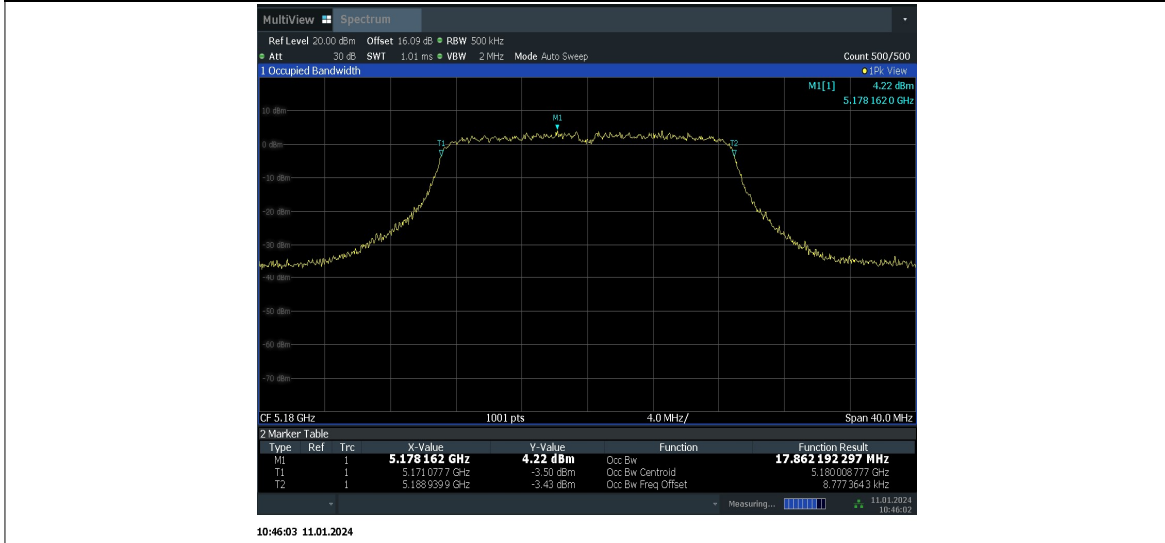 MultiView Spectrum
Ref Level 20.00 dBm Offset 16.09 dB RBW 500 kHz
Att 30 dB SWT 1.01 ms VBW 2 MHz Mode Auto Sweep Count 500/500
1 Occupied Bandwidth 1Pk View
M1[1] 4.22 dBm
5.178 162 0 GHz
10 dBm
M1
T1
T2
0 dBm
-10 dBm
-20 dBm
-30 dBm
-40 dBm
-50 dBm
-60 dBm
-70 dBm
CF 5.18 GHz 1001 pts 4.0 MHz/ Span 40.0 MHz
2 Marker Table
Type Ref Trc X-Value Y-Value Function Function Result
M1 1 5.178 162 GHz 4.22 dBm Occ Bw 17.862 192 297 MHz
T1 1 5.171 077 7 GHz -3.50 dBm Occ Bw Centroid 5.180 008 777 GHz
T2 1 5.188 939 9 GHz -3.43 dBm Occ Bw Freq Offset 8.777 364 3 kHz
Measuring... 11.01.2024
10:46:02
10:46:03 11.01.2024